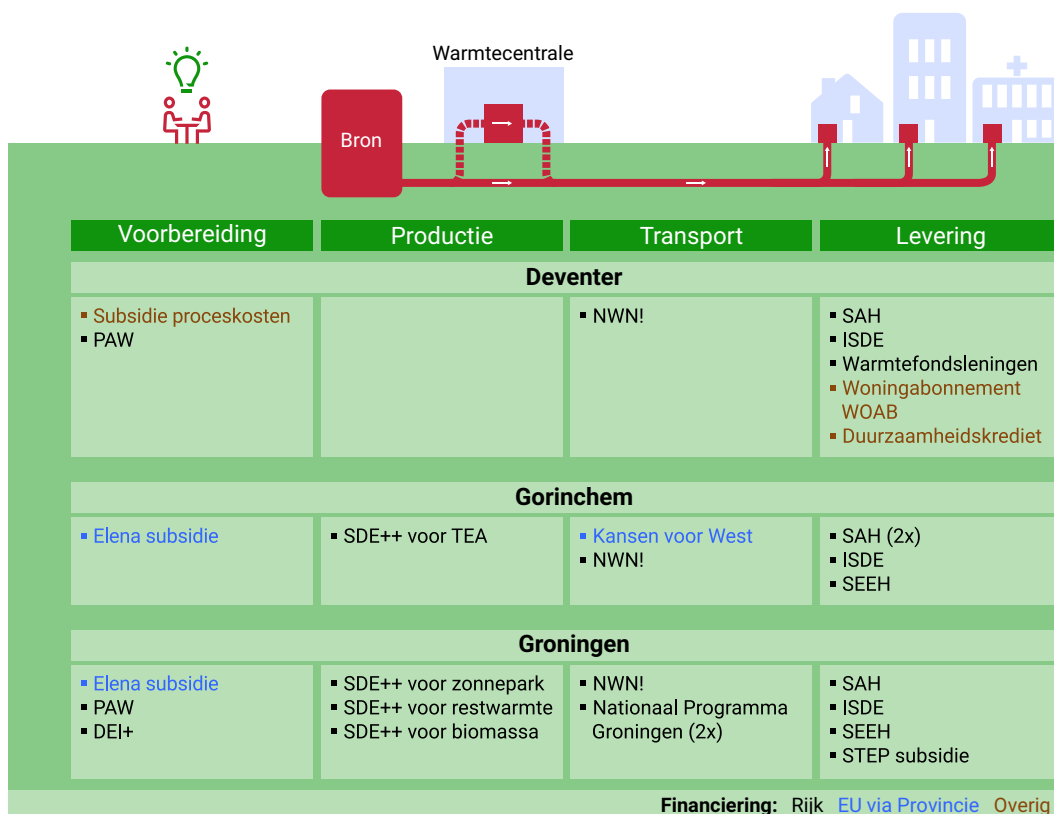 Warmtecentrale
Bron
Voorbereiding
Productie
Transport
Levering
Deventer
▪ Subsidie proceskosten
▪ PAW
▪ NWN!
▪ SAH
▪ ISDE
▪ Warmtefondsleningen
▪ Woningabonnement
WOAB
▪ Duurzaamheidskrediet
Gorinchem
▪ Elena subsidie
▪ SDE++ voor TEA
▪ Kansen voor West
▪ NWN!
▪ SAH (2x)
▪ ISDE
▪ SEEH
Groningen
▪ Elena subsidie
▪ PAW
▪ DEI+
▪ SDE++ voor zonnepark
▪ SDE++ voor restwarmte
▪ SDE++ voor biomassa
▪ NWN!
▪ Nationaal Programma
Groningen (2x)
▪ SAH
▪ ISDE
▪ SEEH
▪ STEP subsidie
Financiering: Rijk EU via Provincie Overig